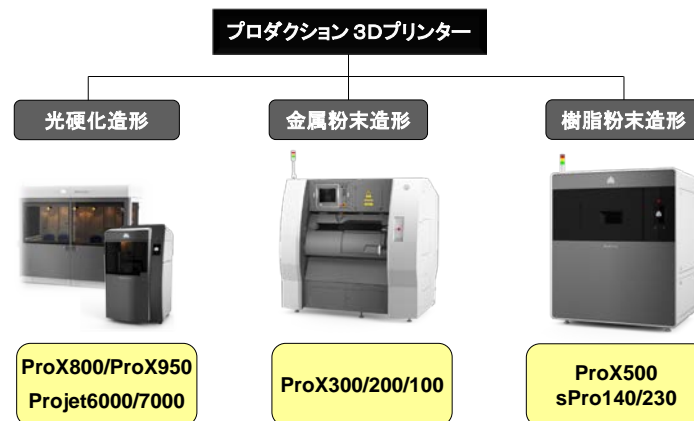 プロダクション 3Dプリンター
光硬化造形
金属粉末造形
樹脂粉末造形
ProX800/ProX950
Projet6000/7000
ProX300/200/100
ProX500
sPro140/230